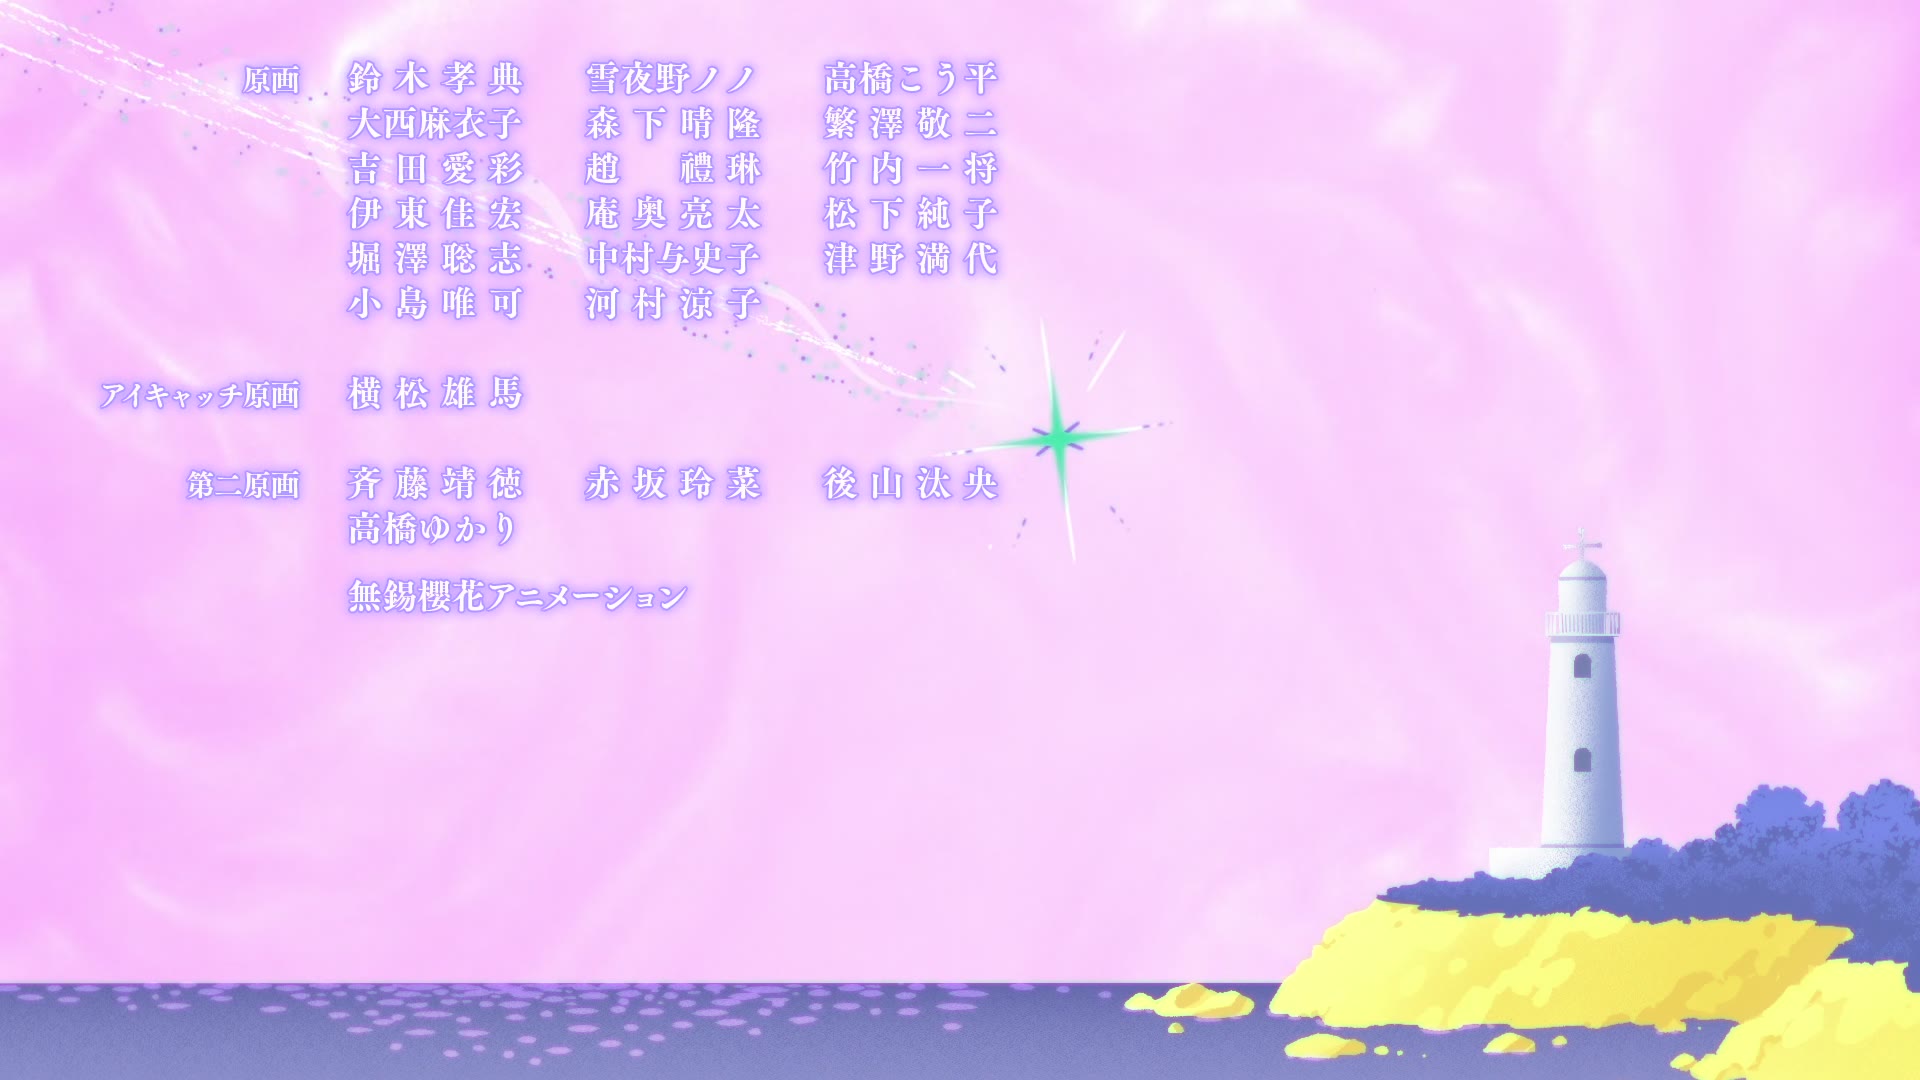 原画 鈴木孝典 雪夜野ノノ 高橋こう平
大西麻衣子 森下晴隆 繁澤敬二
吉田愛彩 趙 禮琳 竹内一将
伊東佳宏 庵奥亮太 松下純子
堀澤聡志 中村与史子 津野満代
小島唯可 河村涼子
アイキャッチ原画 横松雄馬
第二原画 斉藤靖徳 赤坂玲菜 後山汰央
高橋ゆかり
無錫櫻花アニメーション